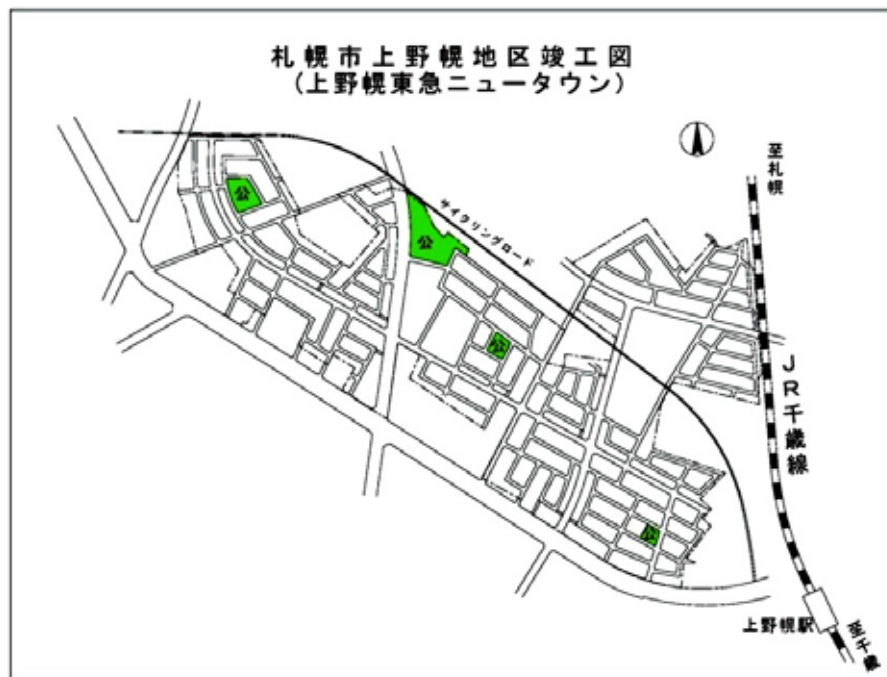 札幌市上野幌地区竣工図
(上野幌東急ニュータウン)
至札幌
サイクリングロード
公
公
公
公
JR千歳線
上野幌駅
至千歳